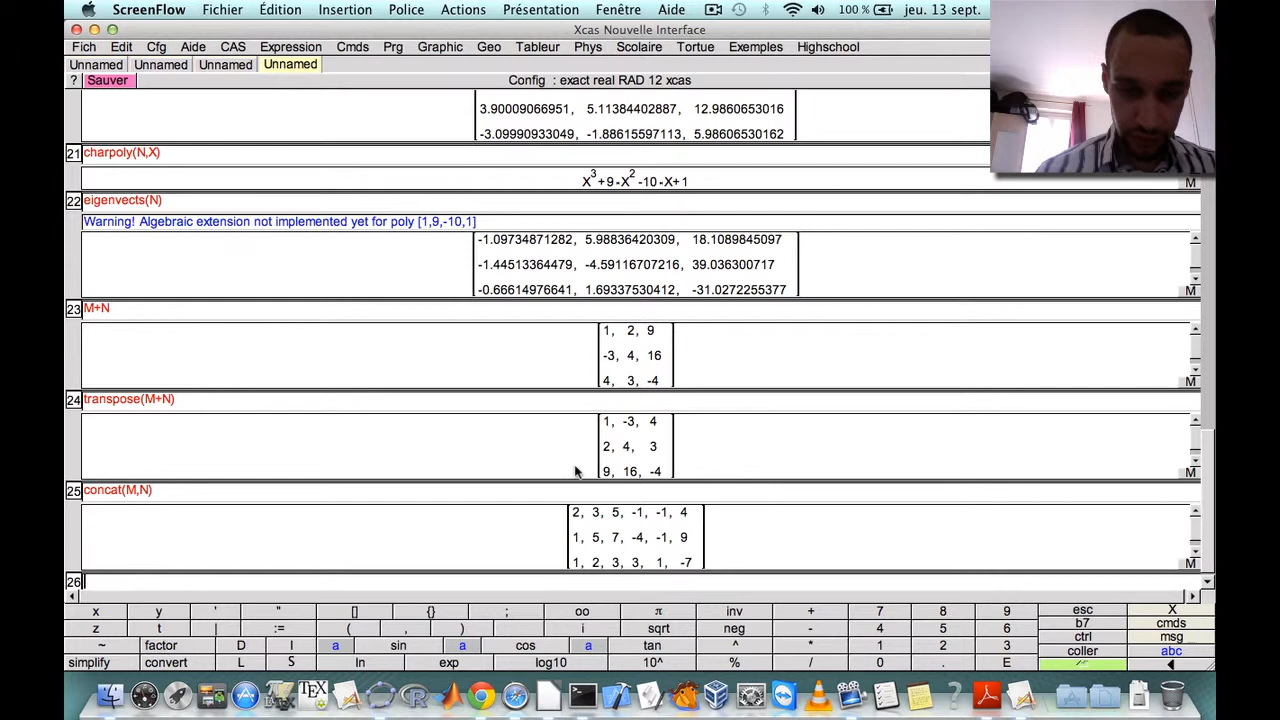 ScreenFlow Fichier Édition Insertion Police Actions Présentation Fenêtre Aide 100 % jeu. 13 sept.
Xcas Nouvelle Interface
Fich Edit Cfg Aide CAS Expression Cmds Prg Graphic Geo Tableur Phys Scolaire Tortue Exemples Highschool
Unnamed Unnamed Unnamed Unnamed
? Sauver Config : exact real RAD 12 xcas
3.90009066951, 5.11384402887, 12.9860653016
-3.09990933049, -1.88615597113, 5.98606530162
21 charpoly(N,X)
X^3+9·X^2-10·X+1 M
22 eigenvects(N)
Warning! Algebraic extension not implemented yet for poly [1,9,-10,1]
-1.09734871282, 5.98836420309, 18.1089845097
-1.44513364479, -4.59116707216, 39.036300717
-0.66614976641, 1.69337530412, -31.0272255377 M
23 M+N
1, 2, 9
-3, 4, 16
4, 3, -4 M
24 transpose(M+N)
1, -3, 4
2, 4, 3
9, 16, -4 M
25 concat(M,N)
2, 3, 5, -1, -1, 4
1, 5, 7, -4, -1, 9
1, 2, 3, 3, 1, -7 M
26
x y ' " [] {} ; oo π inv + 7 8 9 esc X
z t | := ( , ) i sqrt neg - 4 5 6 b7 cmds
~ factor D I a sin a cos a tan ^ * 1 2 3 ctrl msg
simplify convert L S ln exp log10 10^ % / 0 . E coller abc
TEX R